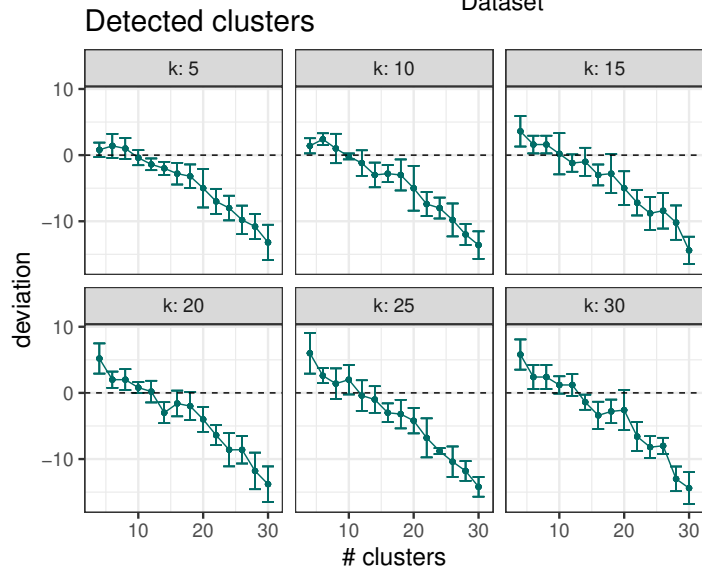 Dataset
Detected clusters
k: 5 k: 10 k: 15
10
0
−10
k: 20 k: 25 k: 30
10
0
−10
10 20 30 10 20 30 10 20 30
deviation
# clusters